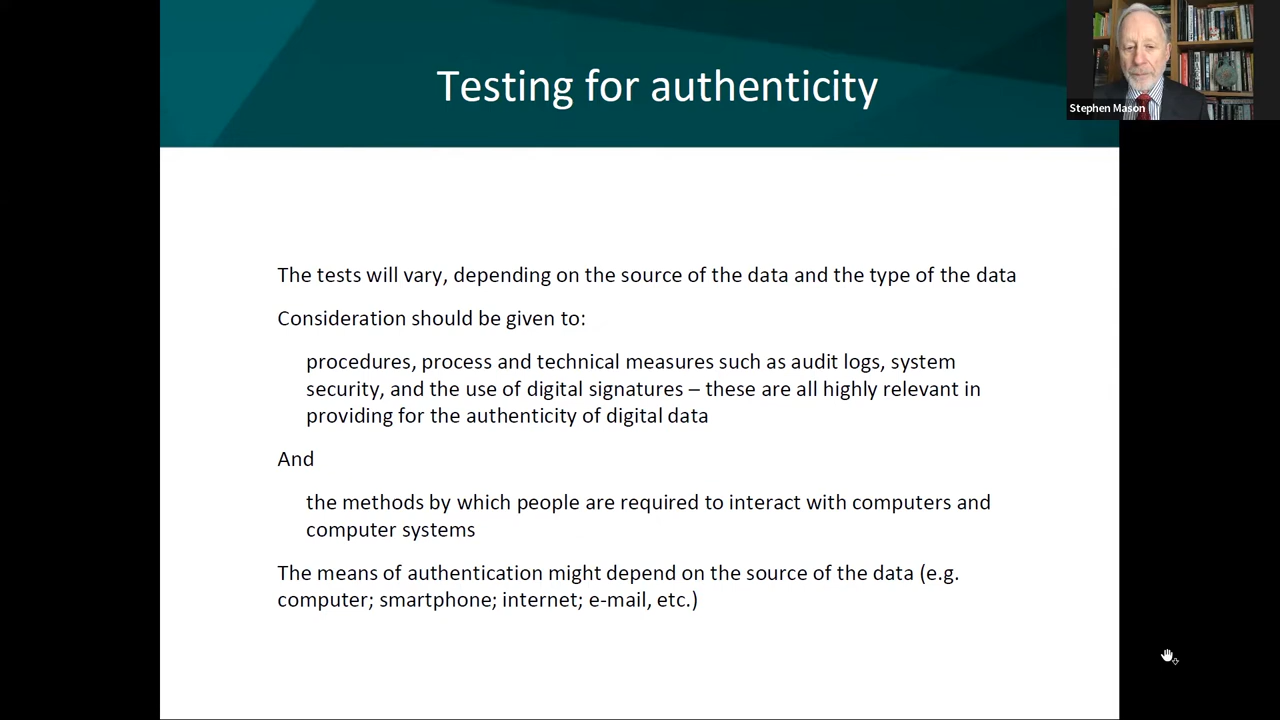 Testing for authenticity
Stephen Mason
The tests will vary, depending on the source of the data and the type of the data
Consideration should be given to:
procedures, process and technical measures such as audit logs, system
security, and the use of digital signatures – these are all highly relevant in
providing for the authenticity of digital data
And
the methods by which people are required to interact with computers and
computer systems
The means of authentication might depend on the source of the data (e.g.
computer; smartphone; internet; e-mail, etc.)